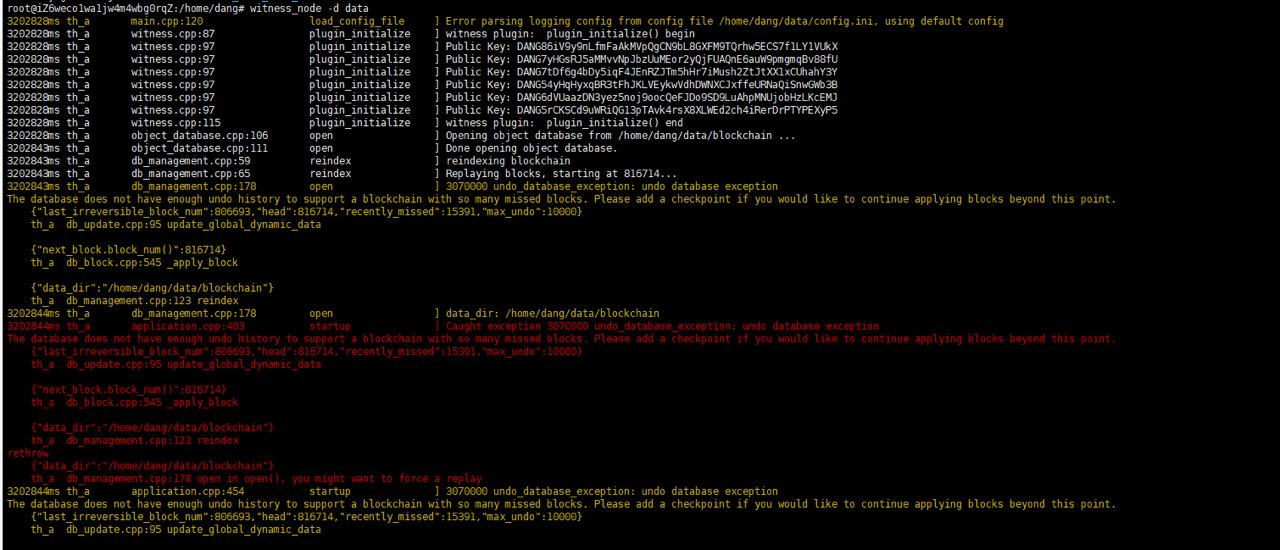 root@iZ6weco1wa1jw4m4wbg0rqZ:/home/dang# witness_node -d data
3202828ms th_a main.cpp:120 load_config_file ] Error parsing logging config from config file /home/dang/data/config.ini, using default config
3202828ms th_a witness.cpp:87 plugin_initialize ] witness plugin: plugin_initialize() begin
3202828ms th_a witness.cpp:97 plugin_initialize ] Public Key: DANG86iV9y9nLfmFaAkMVpQgCN9bL8GXFM9TQrhw5ECS7f1LY1VUkX
3202828ms th_a witness.cpp:97 plugin_initialize ] Public Key: DANG7yHGsRJ5aMMvvNpJbzUuMEor2yQjFUAQnE6auW9pmgmqBvB8fU
3202828ms th_a witness.cpp:97 plugin_initialize ] Public Key: DANG7tDf6g4bDy5iqF4JEnRZJTm5hHr7iMush2ZtJtXX1xCUhahY3Y
3202828ms th_a witness.cpp:97 plugin_initialize ] Public Key: DANG54yHqHyxqBR3tFhJKLVEykwVdhDWNXCJxffeURNaQiSnwGWb3B
3202828ms th_a witness.cpp:97 plugin_initialize ] Public Key: DANG6dVUaazDN3yez5noj9oocQeFJDo9SD9LuAhpMNUjobHzLKcEMJ
3202828ms th_a witness.cpp:97 plugin_initialize ] Public Key: DANG5rCKSCd9uWRiQG13pTAvk4rsX8XLWEd2ch4iRerDrPTYPEXyP5
3202828ms th_a witness.cpp:115 plugin_initialize ] witness plugin: plugin_initialize() end
3202828ms th_a object_database.cpp:106 open ] Opening object database from /home/dang/data/blockchain ...
3202843ms th_a object_database.cpp:111 open ] Done opening object database.
3202843ms th_a db_management.cpp:59 reindex ] reindexing blockchain
3202843ms th_a db_management.cpp:65 reindex ] Replaying blocks, starting at 816714...
3202843ms th_a db_management.cpp:178 open ] 3070000 undo_database_exception: undo database exception
The database does not have enough undo history to support a blockchain with so many missed blocks. Please add a checkpoint if you would like to continue applying blocks beyond this point.
{"last_irreversible_block_num":806693,"head":816714,"recently_missed":15391,"max_undo":10000}
th_a db_update.cpp:95 update_global_dynamic_data
{"next_block.block_num()":816714}
th_a db_block.cpp:545 _apply_block
{"data_dir":"/home/dang/data/blockchain"}
th_a db_management.cpp:123 reindex
3202844ms th_a db_management.cpp:178 open ] data_dir: /home/dang/data/blockchain
3202844ms th_a application.cpp:403 startup ] Caught exception 3070000 undo_database_exception: undo database exception
The database does not have enough undo history to support a blockchain with so many missed blocks. Please add a checkpoint if you would like to continue applying blocks beyond this point.
{"last_irreversible_block_num":806693,"head":816714,"recently_missed":15391,"max_undo":10000}
th_a db_update.cpp:95 update_global_dynamic_data
{"next_block.block_num()":816714}
th_a db_block.cpp:545 _apply_block
{"data_dir":"/home/dang/data/blockchain"}
th_a db_management.cpp:123 reindex
rethrow
{"data_dir":"/home/dang/data/blockchain"}
th_a db_management.cpp:178 open in open(), you might want to force a replay
3202844ms th_a application.cpp:454 startup ] 3070000 undo_database_exception: undo database exception
The database does not have enough undo history to support a blockchain with so many missed blocks. Please add a checkpoint if you would like to continue applying blocks beyond this point.
{"last_irreversible_block_num":806693,"head":816714,"recently_missed":15391,"max_undo":10000}
th_a db_update.cpp:95 update_global_dynamic_data